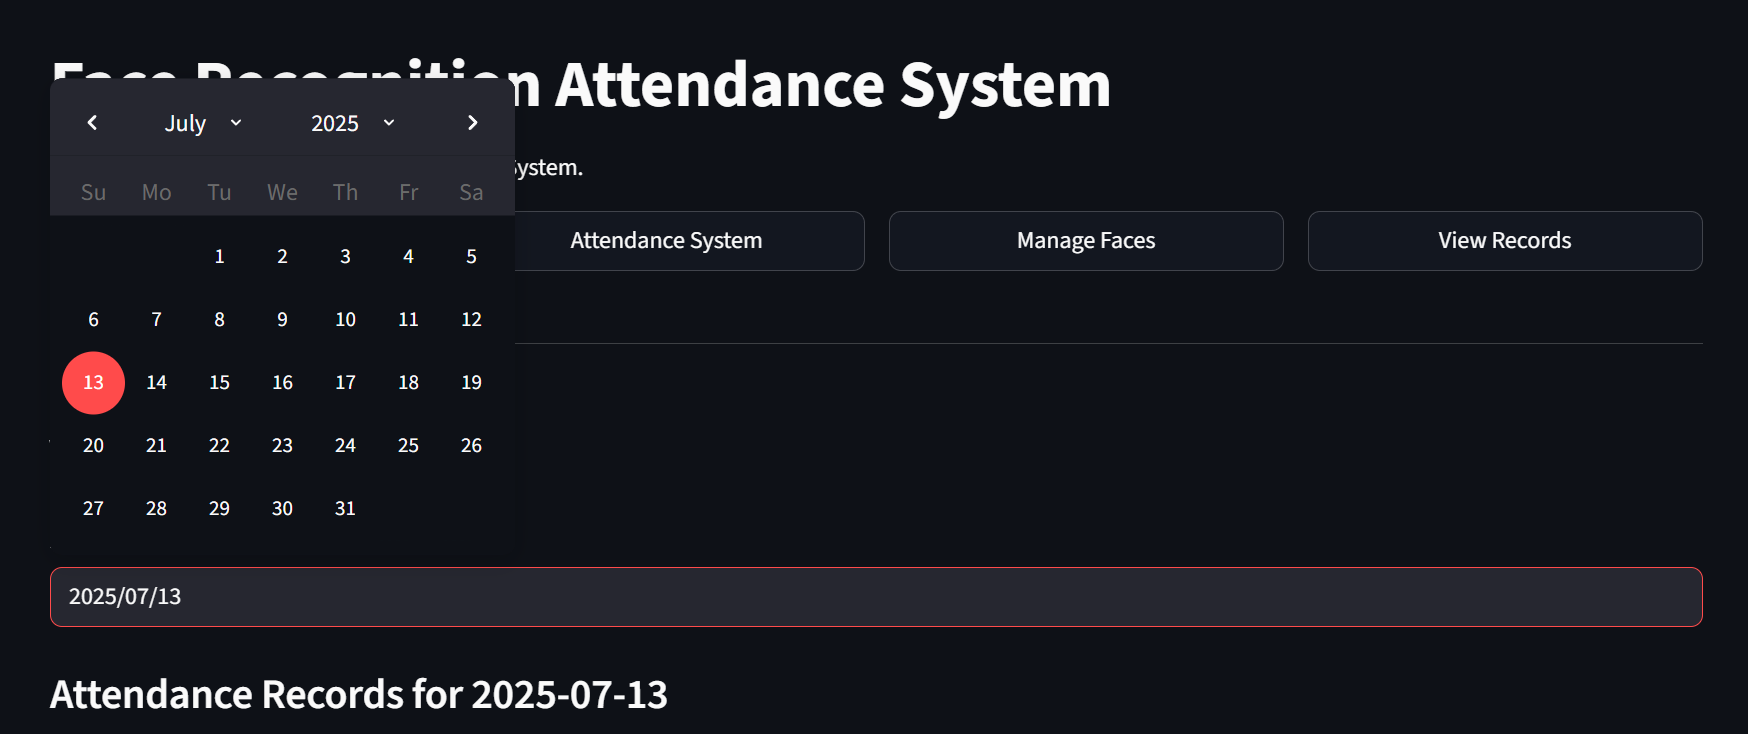 Face Recognition Attendance System
July 2025
System.
Su Mo Tu We Th Fr Sa
Attendance System Manage Faces View Records
1 2 3 4 5
6 7 8 9 10 11 12
13 14 15 16 17 18 19
20 21 22 23 24 25 26
27 28 29 30 31
2025/07/13
Attendance Records for 2025-07-13